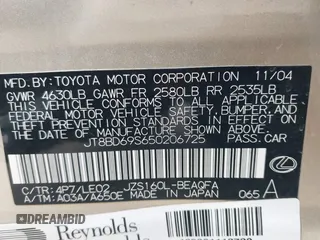 MFD. BY: TOYOTA MOTOR CORPORATION 11/04
GVWR 4630LB GAWR FR 2580LB RR 2535LB
THIS VEHICLE CONFORMS TO ALL APPLICABLE
FEDERAL MOTOR VEHICLE SAFETY, BUMPER, AND
THEFT PREVENTION STANDARDS IN EFFECT ON
THE DATE OF MANUFACTURE SHOWN ABOVE.
JT8BD69S650206725 PASS.CAR
C/TR: 4P7/LE02 JZS160L-BEAQFA
A/TM: A03A/A650E MADE IN JAPAN 065 A
DID AMERICAN
Reynolds